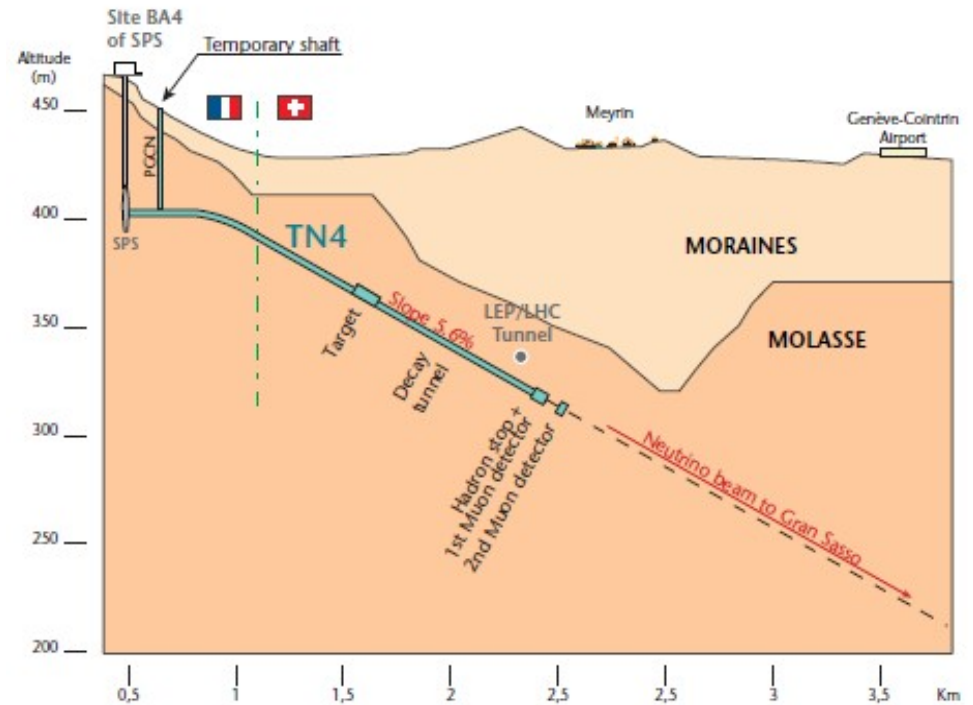 Site BA4
of SPS
Temporary shaft
Altitude
(m)
450
400
350
300
250
200
PGCN
SPS
TN4
Meyrin
Genève-Cointrin
Airport
MORAINES
MOLASSE
LEP/LHC
Tunnel
Target
Slope 5.6%
Decay
tunnel
Hadron stop +
1st Muon detector
2nd Muon detector
Neutrino beam to Gran Sasso
0,5
1
1,5
2
2,5
2,5
3
3,5
Km